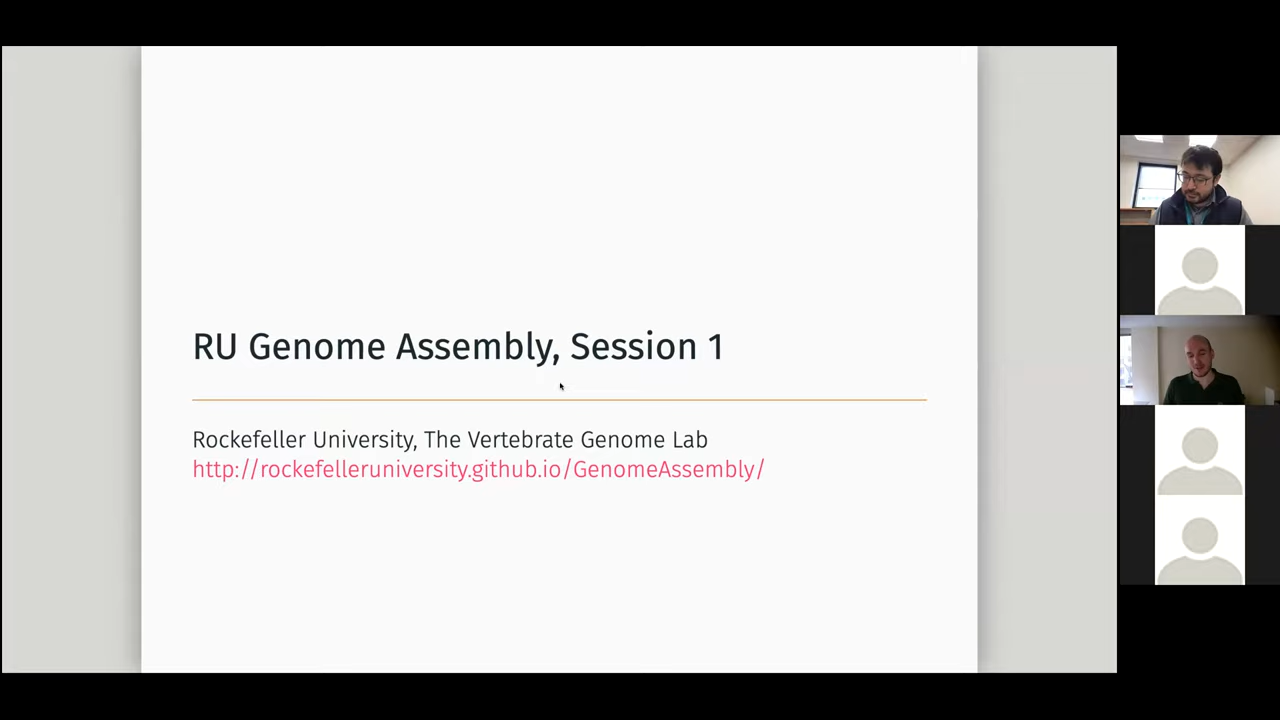 RU Genome Assembly, Session 1
Rockefeller University, The Vertebrate Genome Lab
http://rockefelleruniversity.github.io/GenomeAssembly/